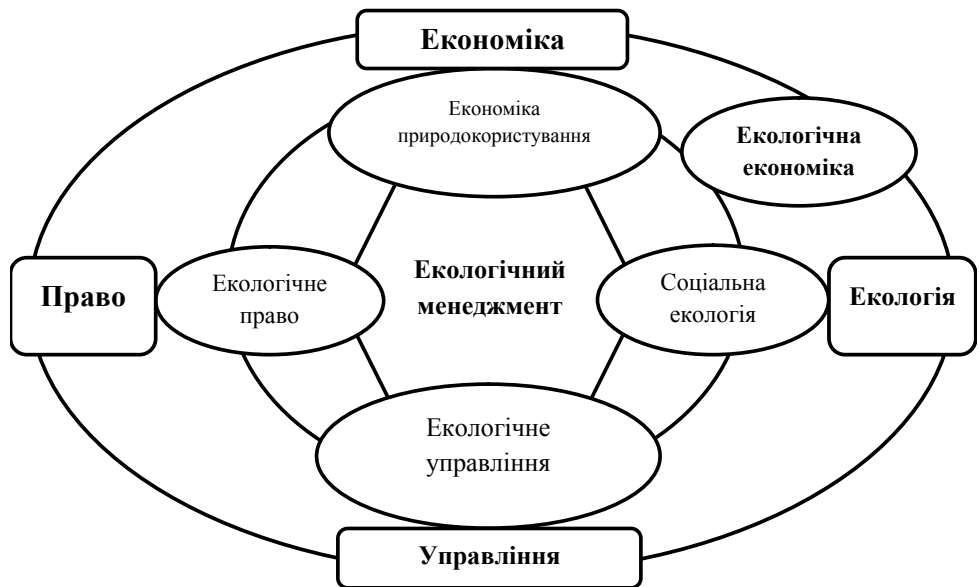 Економіка
Економіка
природокористування
Екологічна
економіка
Право
Екологічне
право
Екологічний
менеджмент
Соціальна
екологія
Екологія
Екологічне
управління
Управління